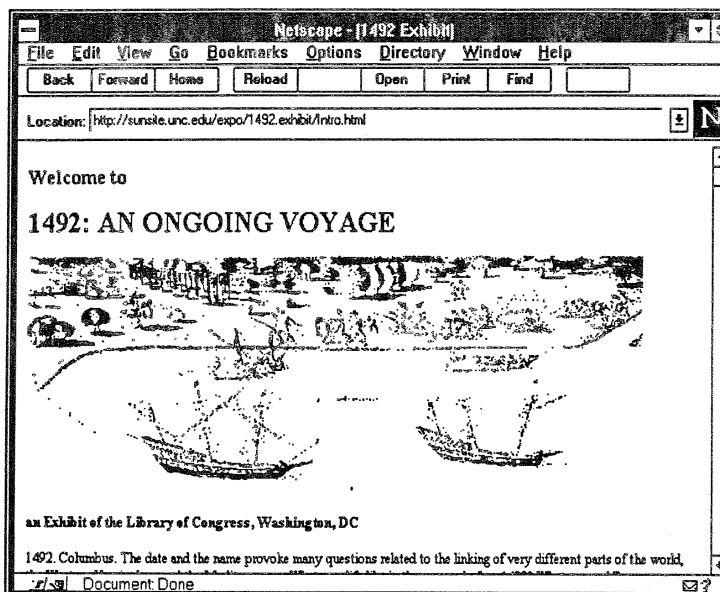 Netscape - [1492 Exhibit]
File Edit View Go Bookmarks Options Directory Window Help
Back Forward Home Reload Open Print Find
Location: http://sunsite.unc.edu/expo/1492.exhibit/Intro.html
N
Welcome to
1492: AN ONGOING VOYAGE
an Exhibit of the Library of Congress, Washington, DC
1492. Columbus. The date and the name provoke many questions related to the linking of very different parts of the world,
Document: Done